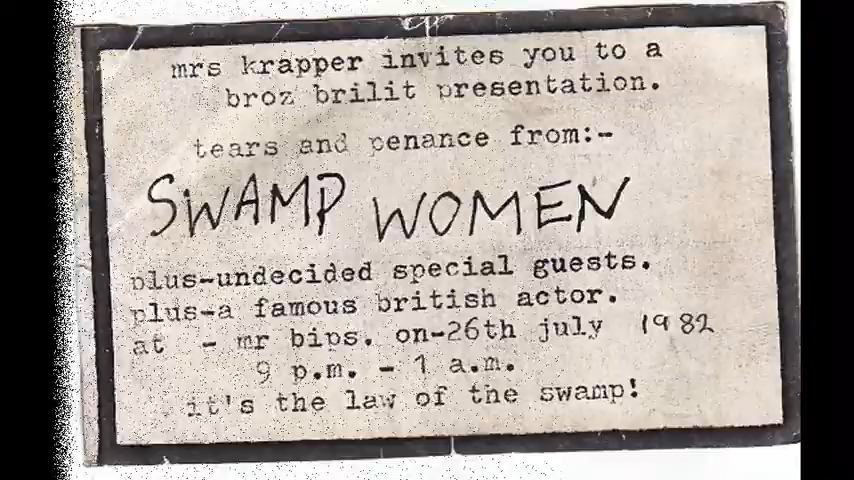 mrs krapper invites you to a
broz brilit presentation.
tears and penance from:-
SWAMP WOMEN
plus-undecided special guests.
plus-a famous british actor.
at - mr bips. on-26th july 1982
9 p.m. - 1 a.m.
it's the law of the swamp!